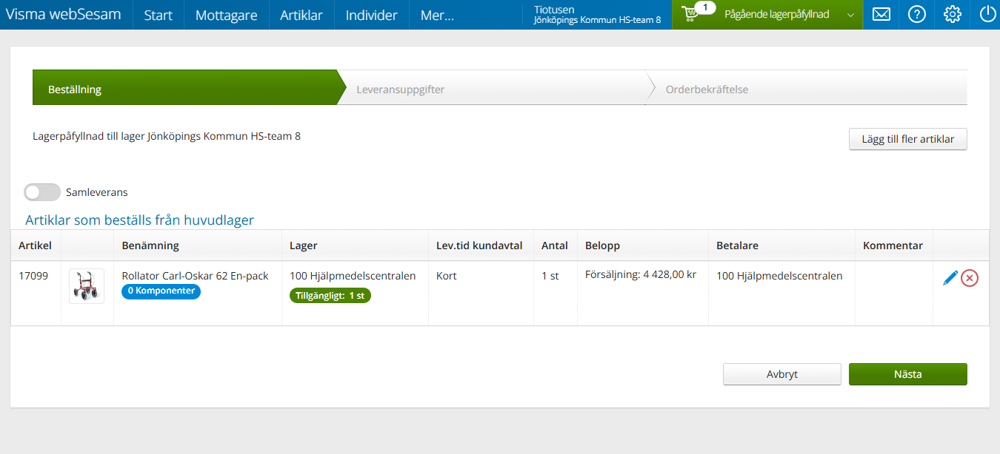 Visma webSesam
Start
Mottagare
Artiklar
Individer
Mer...
Tiotusen
Jönköpings Kommun HS-team 8
1
Pågående lagerpåfyllnad
Beställning
Leveransuppgifter
Orderbekräftelse
Lagerpåfyllnad till lager Jönköpings Kommun HS-team 8
Lägg till fler artiklar
Samleverans
Artiklar som beställs från huvudlager
Artikel Benämning Lager Lev.tid kundavtal Antal Belopp Betalare Kommentar
17099 Rollator Carl-Oskar 62 En-pack 100 Hjälpmedelscentralen Kort 1 st Försäljning: 4 428,00 kr 100 Hjälpmedelscentralen
0 Komponenter Tillgängligt: 1 st
Avbryt
Nästa